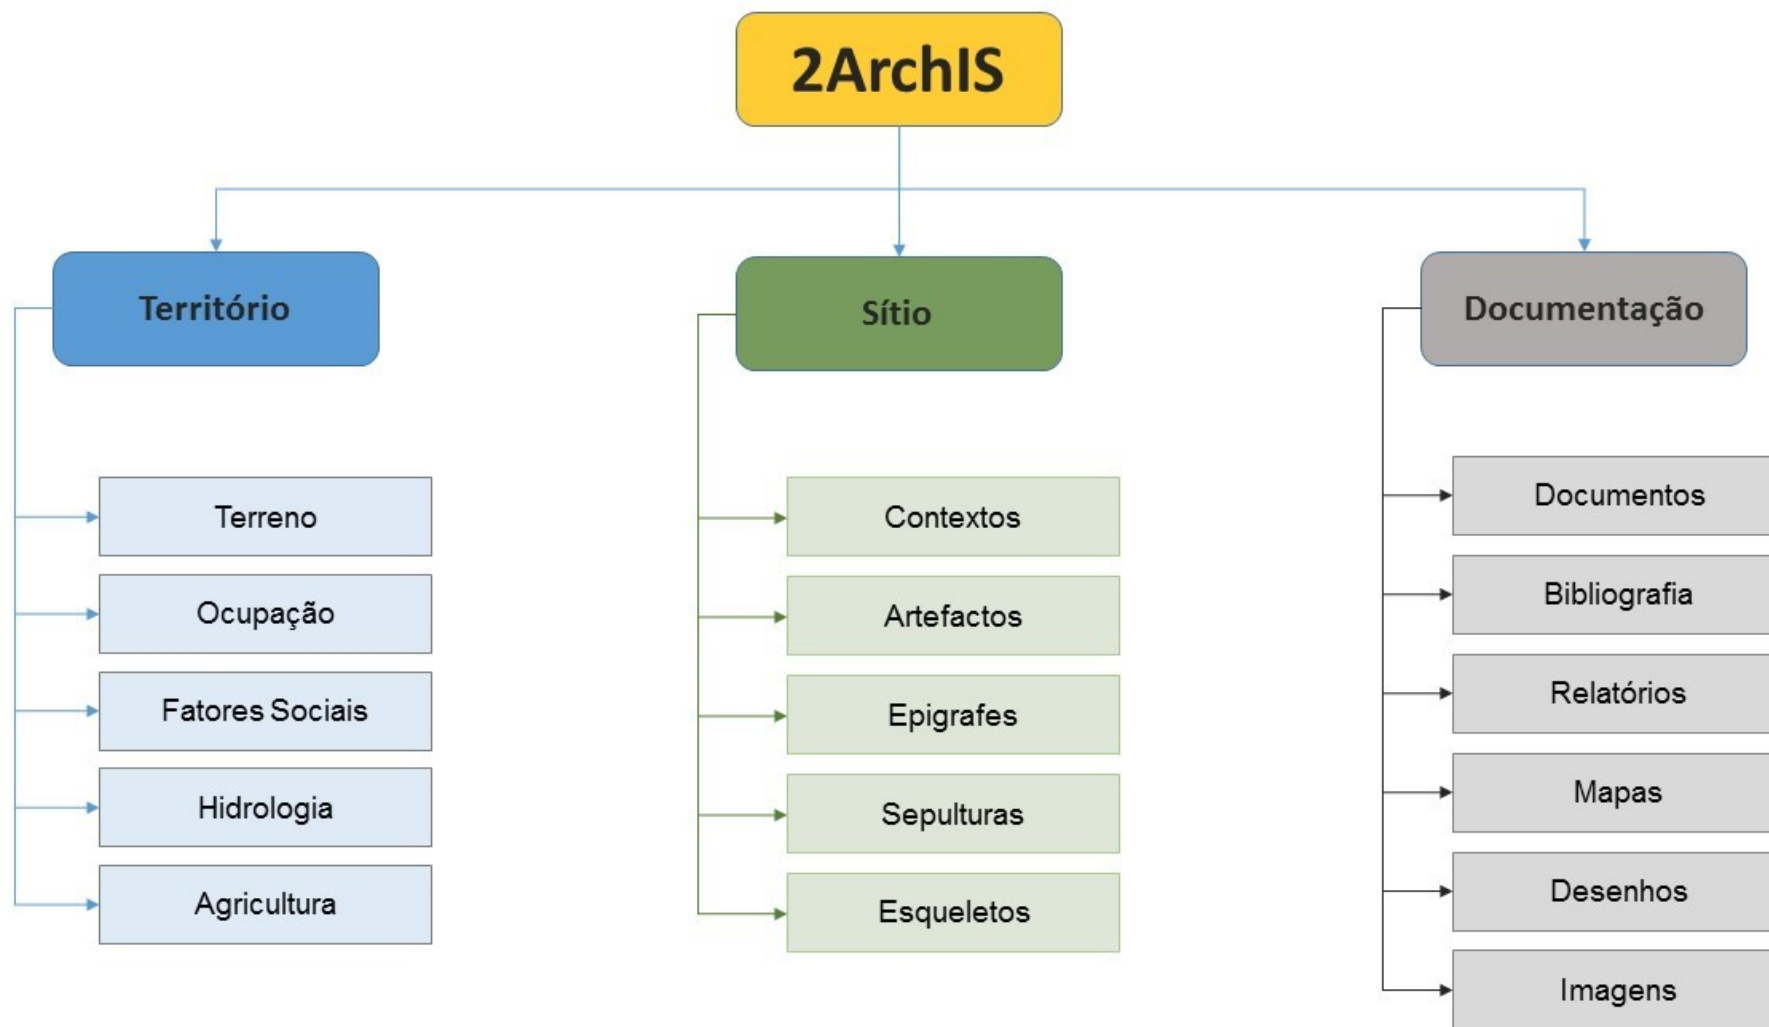 2ArchIS
Território
Sítio
Documentação
Terreno
Ocupação
Fatores Sociais
Hidrologia
Agricultura
Contextos
Artefactos
Epigrafes
Sepulturas
Esqueletos
Documentos
Bibliografia
Relatórios
Mapas
Desenhos
Imagens